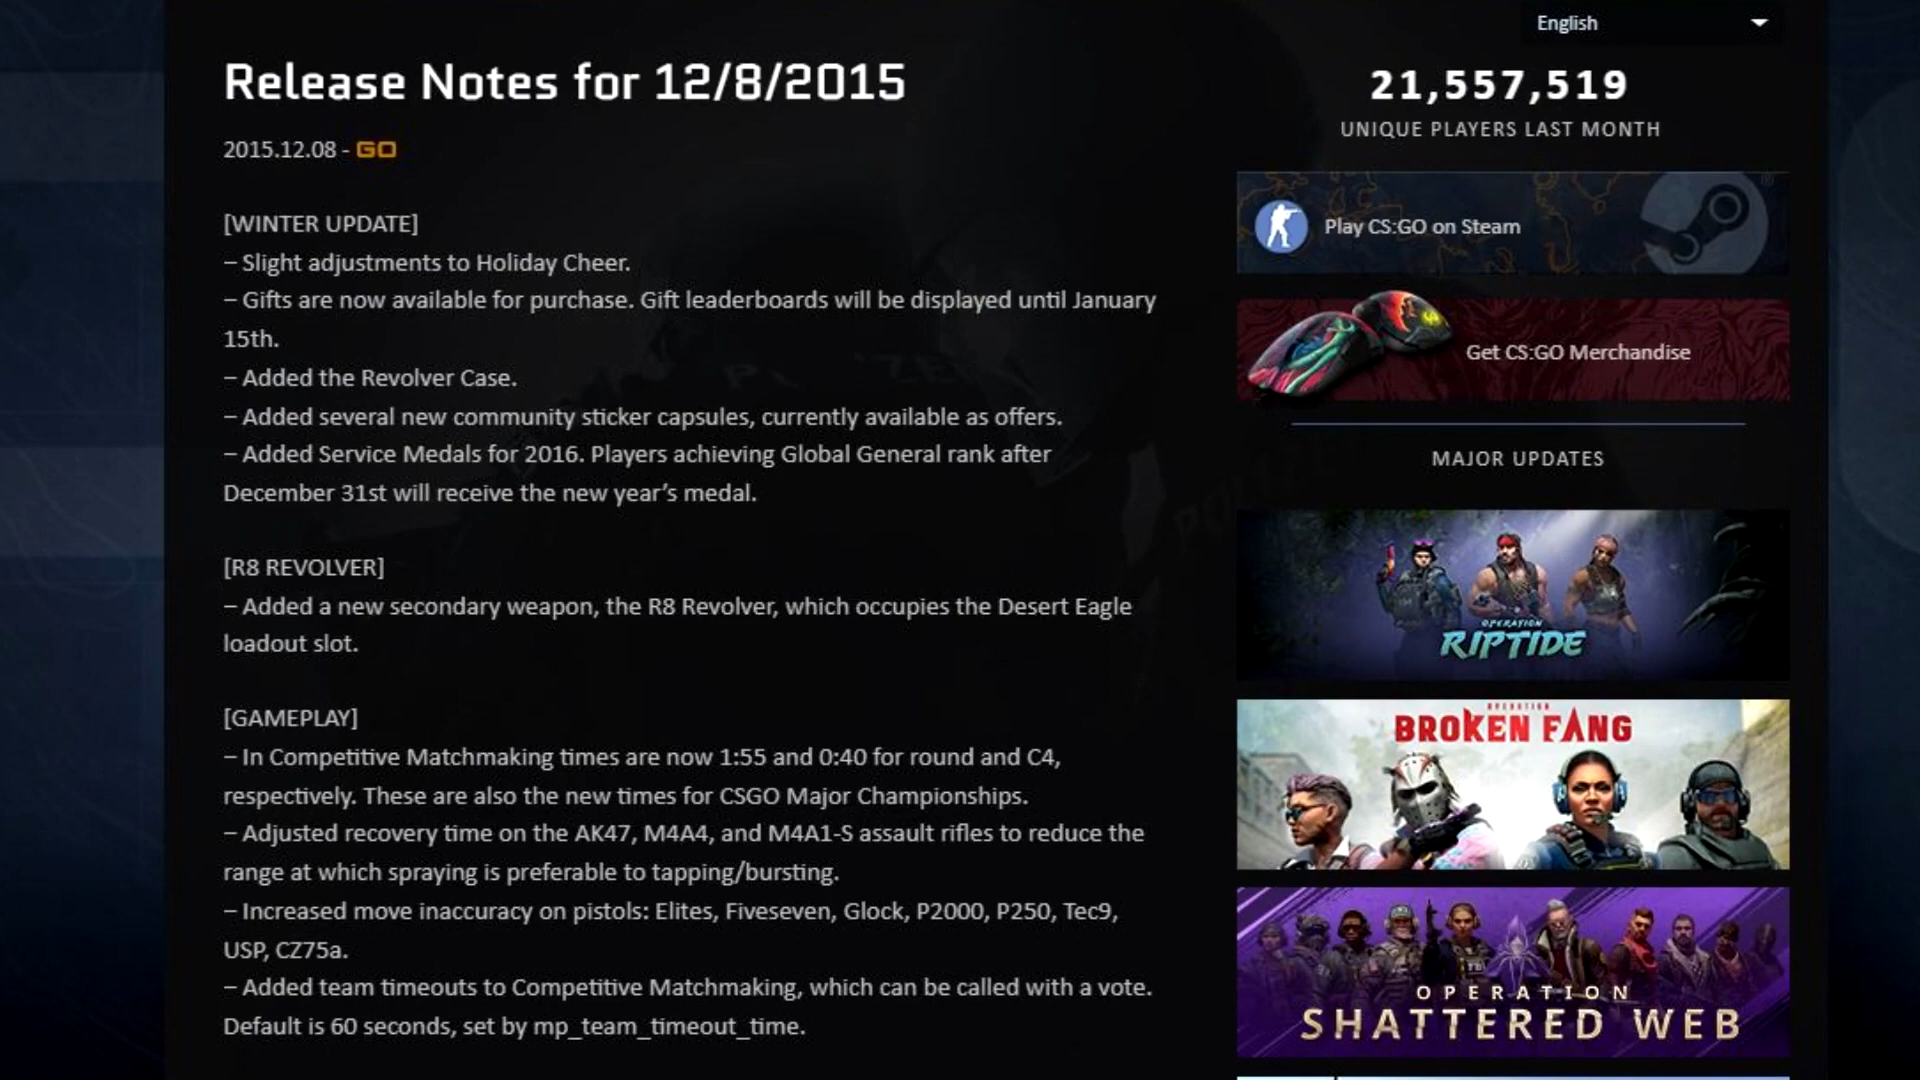 English
Release Notes for 12/8/2015
2015.12.08 - GO
[WINTER UPDATE]
– Slight adjustments to Holiday Cheer.
– Gifts are now available for purchase. Gift leaderboards will be displayed until January
15th.
– Added the Revolver Case.
– Added several new community sticker capsules, currently available as offers.
– Added Service Medals for 2016. Players achieving Global General rank after
December 31st will receive the new year’s medal.
[R8 REVOLVER]
– Added a new secondary weapon, the R8 Revolver, which occupies the Desert Eagle
loadout slot.
[GAMEPLAY]
– In Competitive Matchmaking times are now 1:55 and 0:40 for round and C4,
respectively. These are also the new times for CSGO Major Championships.
– Adjusted recovery time on the AK47, M4A4, and M4A1-S assault rifles to reduce the
range at which spraying is preferable to tapping/bursting.
– Increased move inaccuracy on pistols: Elites, Fiveseven, Glock, P2000, P250, Tec9,
USP, CZ75a.
– Added team timeouts to Competitive Matchmaking, which can be called with a vote.
Default is 60 seconds, set by mp_team_timeout_time.
21,557,519
UNIQUE PLAYERS LAST MONTH
Play CS:GO on Steam
Get CS:GO Merchandise
MAJOR UPDATES
OPERATION
RIPTIDE
OPERATION
BROKEN FANG
OPERATION
SHATTERED WEB